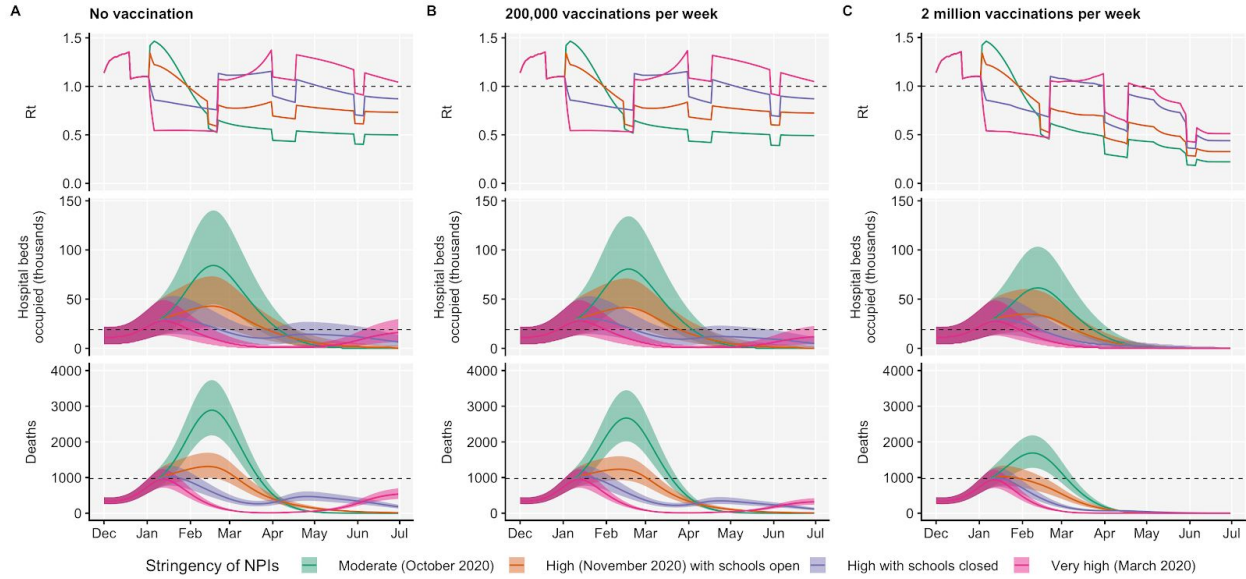 A No vaccination
B 200,000 vaccinations per week
C 2 million vaccinations per week
Rt
1.5
1.0
0.5
0.0
Rt
1.5
1.0
0.5
0.0
Rt
1.5
1.0
0.5
0.0
Hospital beds
occupied (thousands)
150
100
50
0
Hospital beds
occupied (thousands)
150
100
50
0
Hospital beds
occupied (thousands)
150
100
50
0
Deaths
4000
3000
2000
1000
0
Deaths
4000
3000
2000
1000
0
Deaths
4000
3000
2000
1000
0
Dec Jan Feb Mar Apr May Jun Jul
Dec Jan Feb Mar Apr May Jun Jul
Dec Jan Feb Mar Apr May Jun Jul
Stringency of NPIs Moderate (October 2020) High (November 2020) with schools open High with schools closed Very high (March 2020)